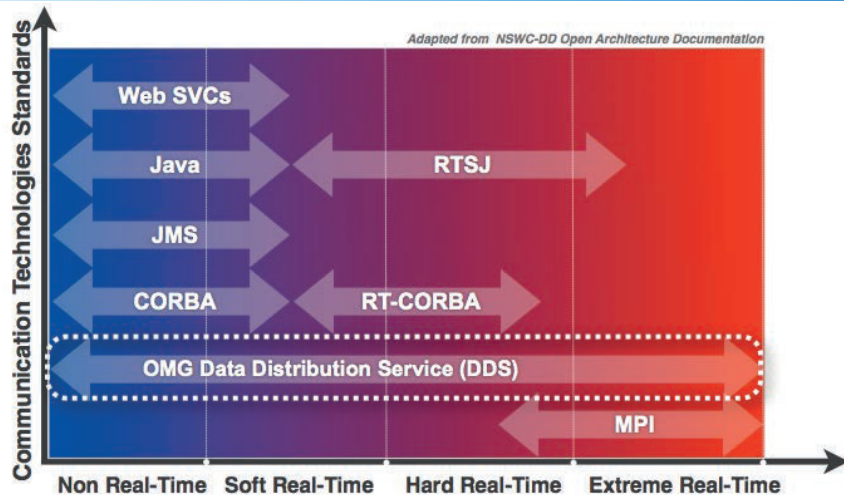 Adapted from NSWC-DD Open Architecture Documentation
Communication Technologies Standards
Web SVCs
Java
RTSJ
JMS
CORBA
RT-CORBA
OMG Data Distribution Service (DDS)
MPI
Non Real-Time
Soft Real-Time
Hard Real-Time
Extreme Real-Time